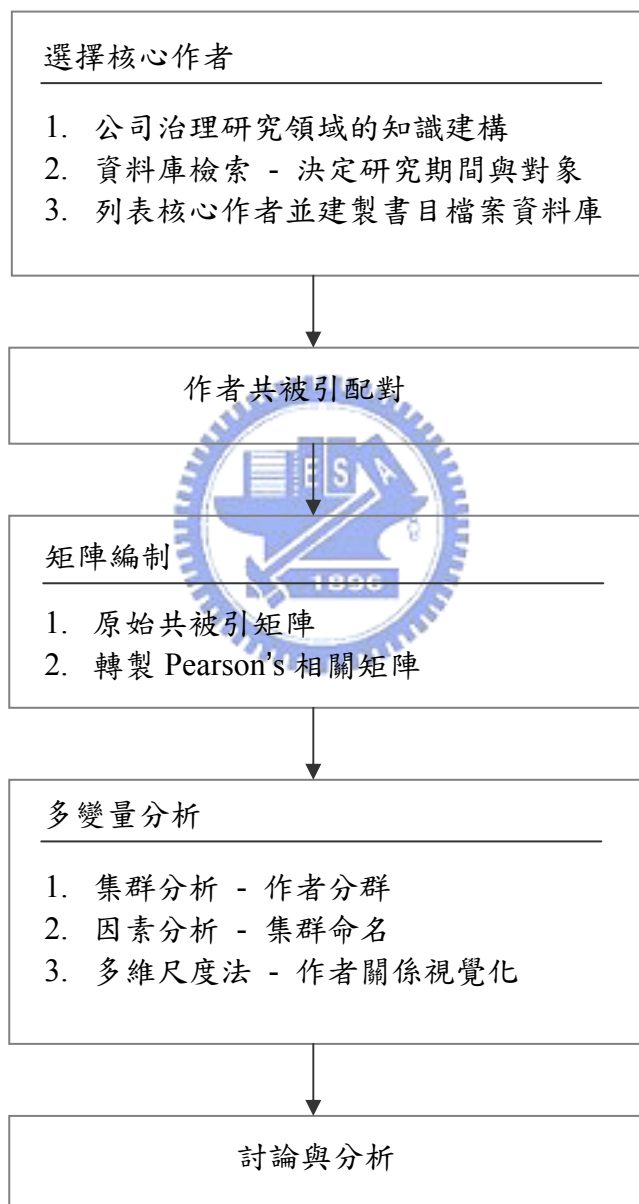 選擇核心作者
1. 公司治理研究領域的知識建構
2. 資料庫檢索 - 決定研究期間與對象
3. 列表核心作者並建製書目檔案資料庫
作者共被引配對
E S A
1896
矩陣編制
1. 原始共被引矩陣
2. 轉製 Pearson's 相關矩陣
多變量分析
1. 集群分析 - 作者分群
2. 因素分析 - 集群命名
3. 多維尺度法 - 作者關係視覺化
討論與分析